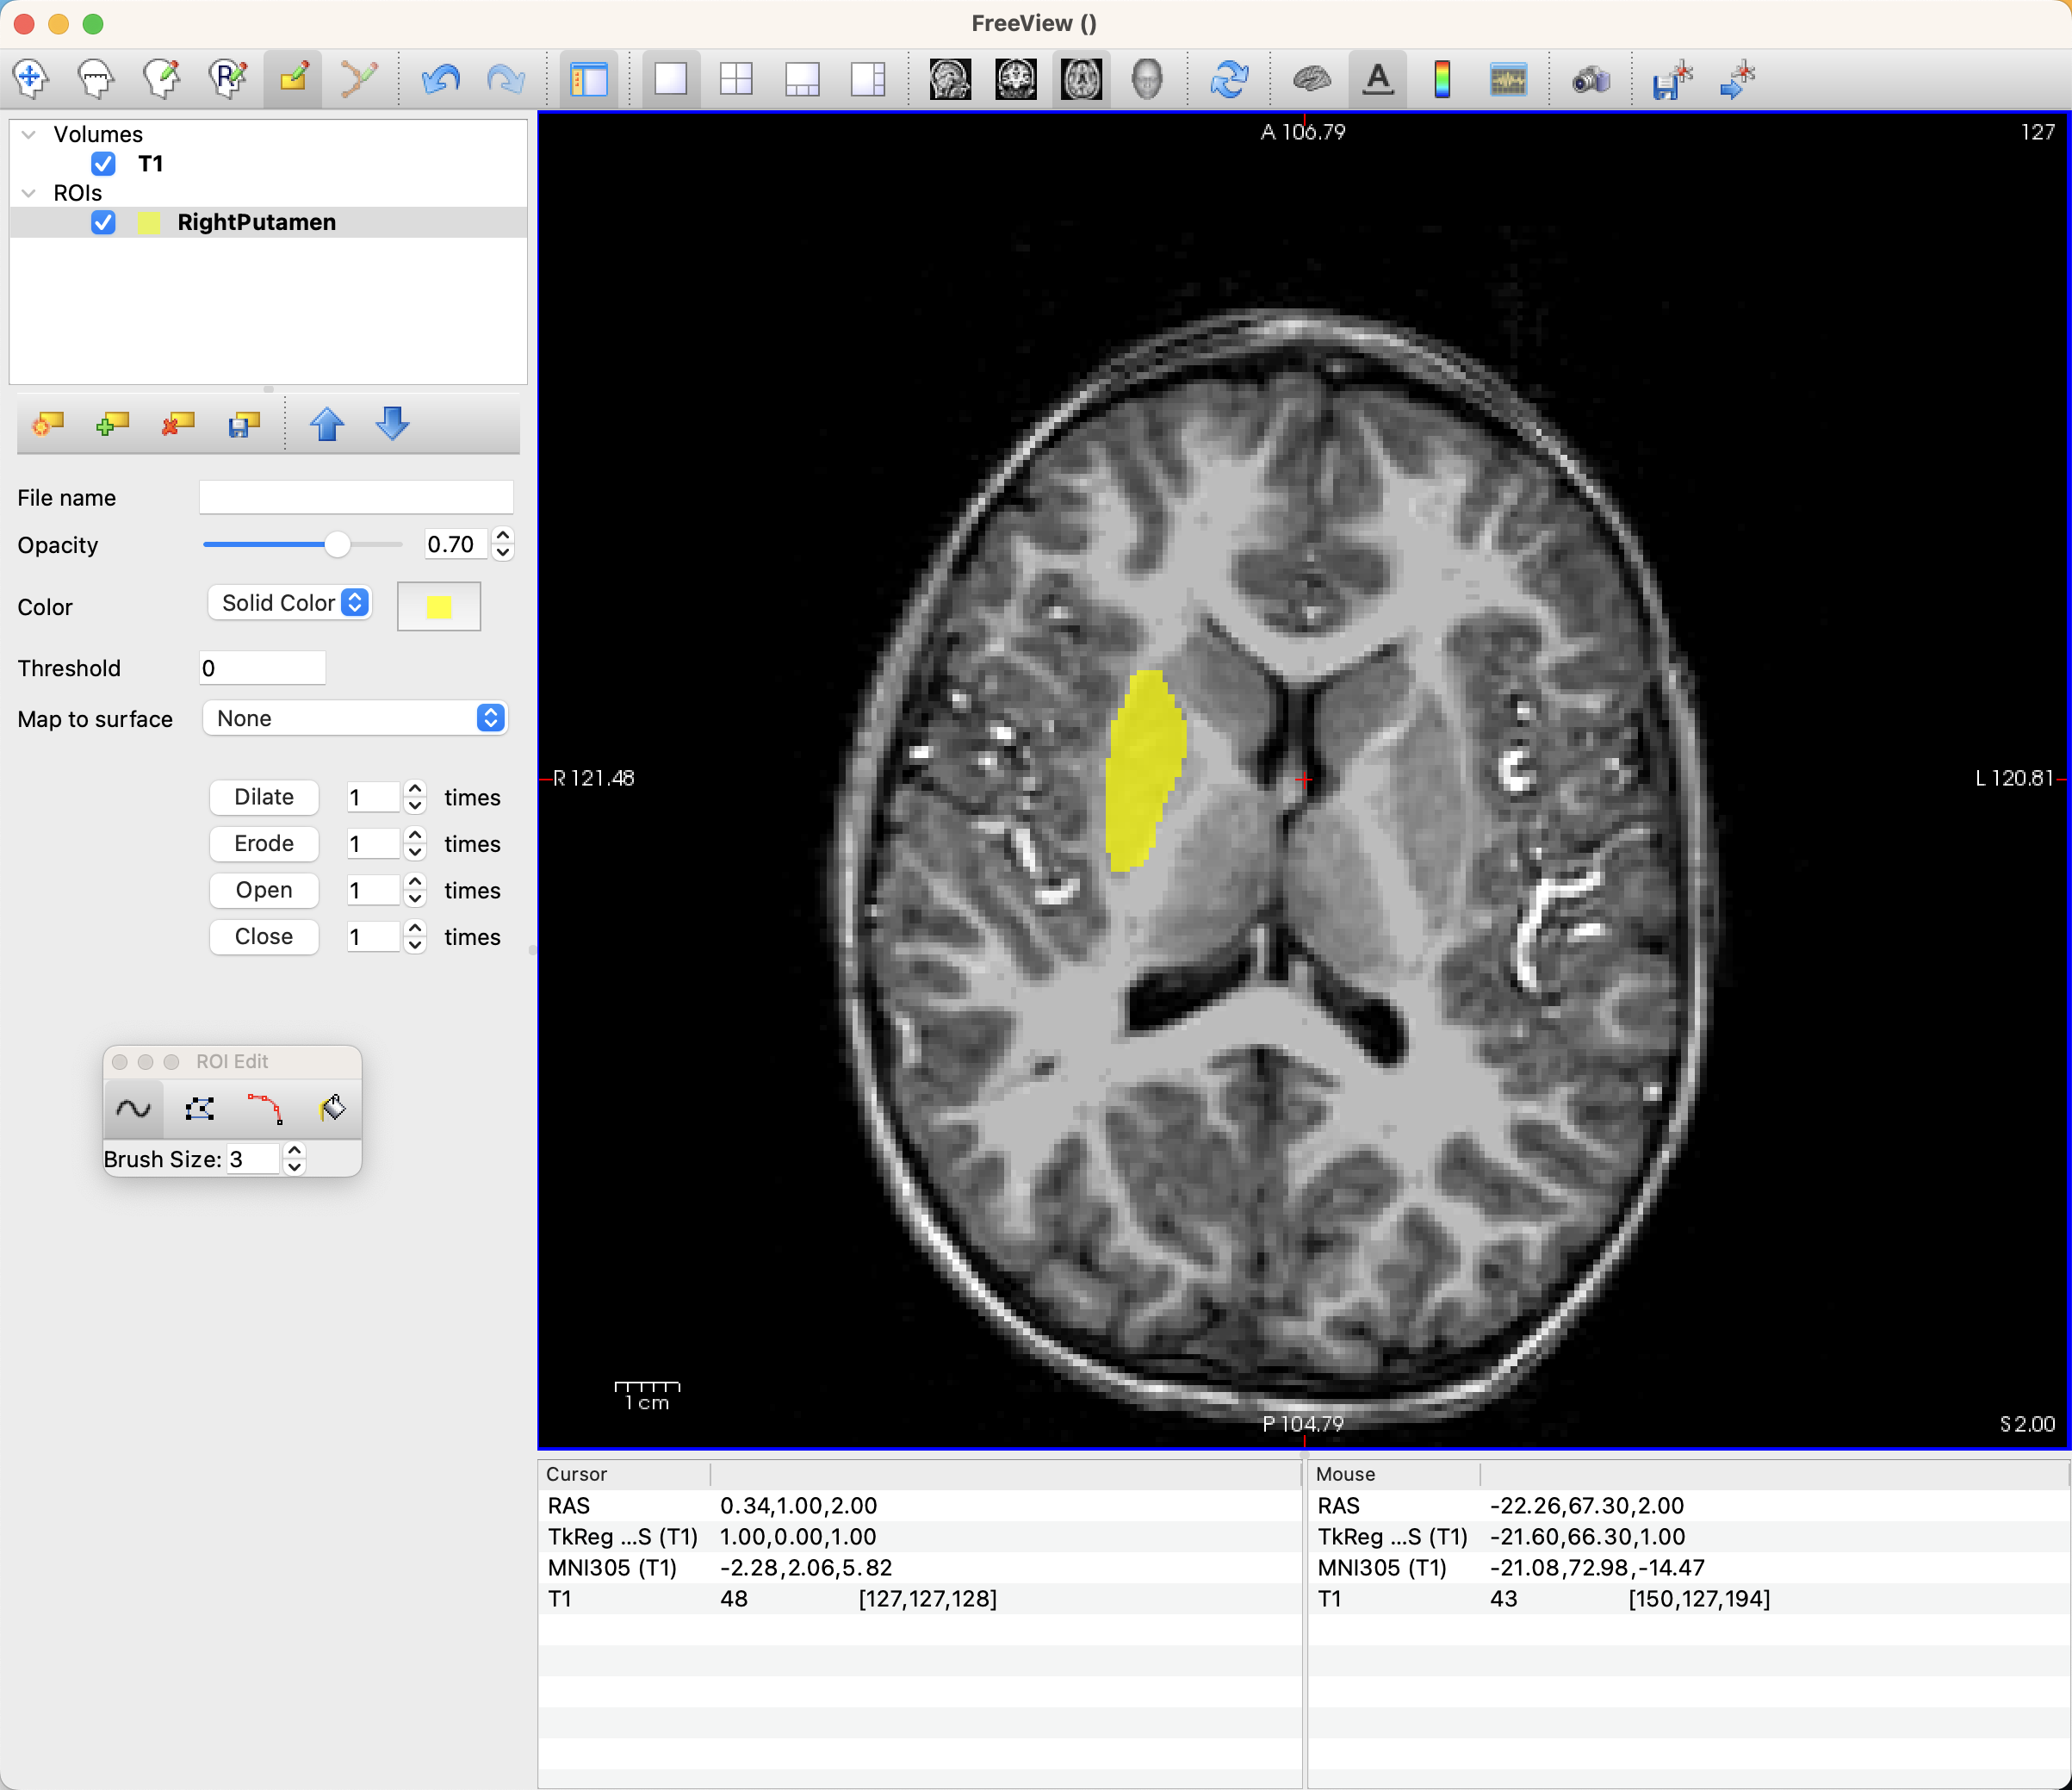 FreeView ()
R
A
Volumes
T1
ROIs
RightPutamen
File name
Opacity 0.70
Color Solid Color
Threshold 0
Map to surface None
Dilate 1 times
Erode 1 times
Open 1 times
Close 1 times
ROI Edit
Brush Size: 3
A 106.79
127
R 121.48
L 120.81
1 cm
P 104.79
S 2.00
Cursor
RAS 0.34,1.00,2.00
TkReg ...S (T1) 1.00,0.00,1.00
MNI305 (T1) -2.28,2.06,5.82
T1 48 [127,127,128]
Mouse
RAS -22.26,67.30,2.00
TkReg ...S (T1) -21.60,66.30,1.00
MNI305 (T1) -21.08,72.98,-14.47
T1 43 [150,127,194]